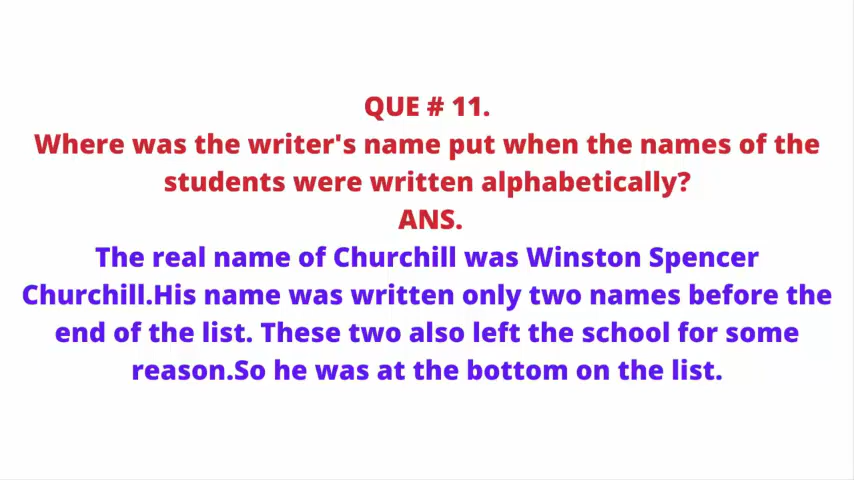 QUE # 11.
Where was the writer's name put when the names of the
students were written alphabetically?
ANS.
The real name of Churchill was Winston Spencer
Churchill.His name was written only two names before the
end of the list. These two also left the school for some
reason.So he was at the bottom on the list.